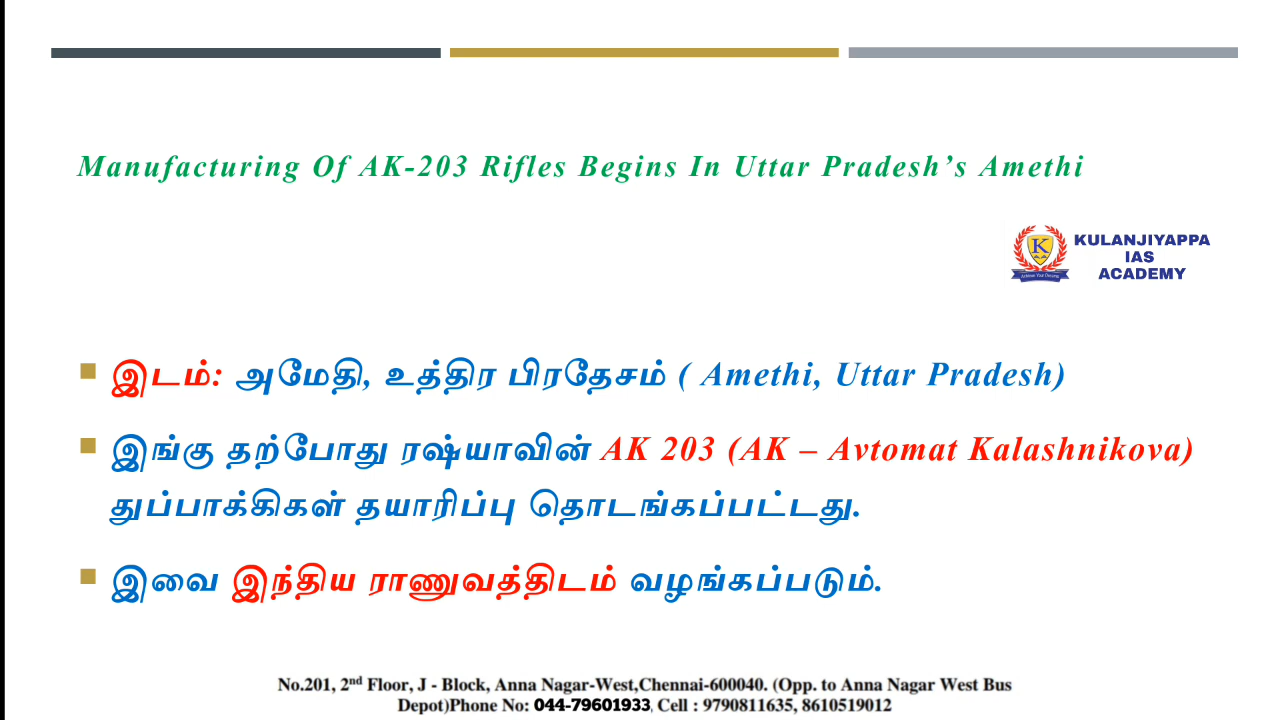 Manufacturing Of AK-203 Rifles Begins In Uttar Pradesh’s Amethi
KULANJIYAPPA
IAS
ACADEMY
K
இடம்: அமேதி, உத்திர பிரதேசம் ( Amethi, Uttar Pradesh)
இங்கு தற்போது ரஷ்யாவின் AK 203 (AK – Avtomat Kalashnikova)
துப்பாக்கிகள் தயாரிப்பு தொடங்கப்பட்டது.
இவை இந்திய ராணுவத்திடம் வழங்கப்படும்.
No.201, 2nd Floor, J - Block, Anna Nagar-West,Chennai-600040. (Opp. to Anna Nagar West Bus
Depot)Phone No: 044-79601933, Cell : 9790811635, 8610519012